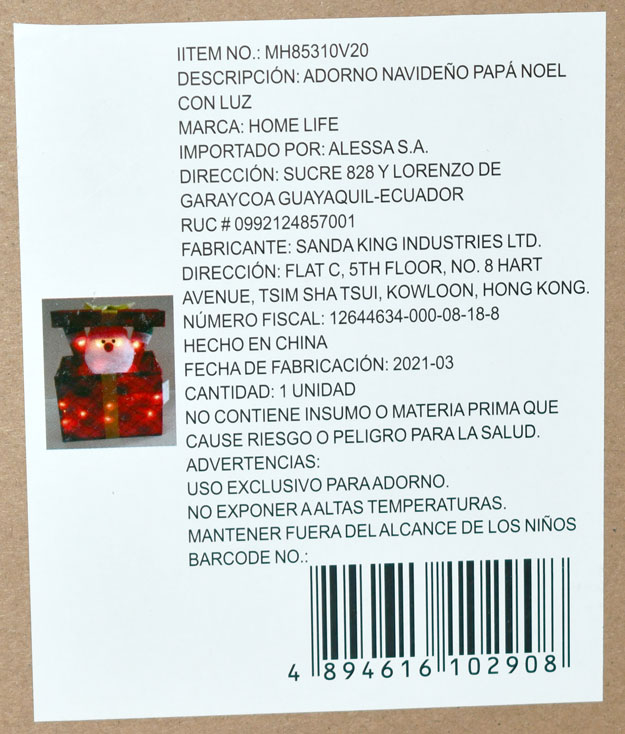 IITEM NO.: MH85310V20
DESCRIPCIÓN: ADORNO NAVIDEÑO PAPÁ NOEL
CON LUZ
MARCA: HOME LIFE
IMPORTADO POR: ALESSA S.A.
DIRECCIÓN: SUCRE 828 Y LORENZO DE
GARAYCOA GUAYAQUIL-ECUADOR
RUC # 0992124857001
FABRICANTE: SANDA KING INDUSTRIES LTD.
DIRECCIÓN: FLAT C, 5TH FLOOR, NO. 8 HART
AVENUE, TSIM SHA TSUI, KOWLOON, HONG KONG.
NÚMERO FISCAL: 12644634-000-08-18-8
HECHO EN CHINA
FECHA DE FABRICACIÓN: 2021-03
CANTIDAD: 1 UNIDAD
NO CONTIENE INSUMO O MATERIA PRIMA QUE
CAUSE RIESGO O PELIGRO PARA LA SALUD.
ADVERTENCIAS:
USO EXCLUSIVO PARA ADORNO.
NO EXPONER A ALTAS TEMPERATURAS.
MANTENER FUERA DEL ALCANCE DE LOS NIÑOS
BARCODE NO.:
4 894616 102908